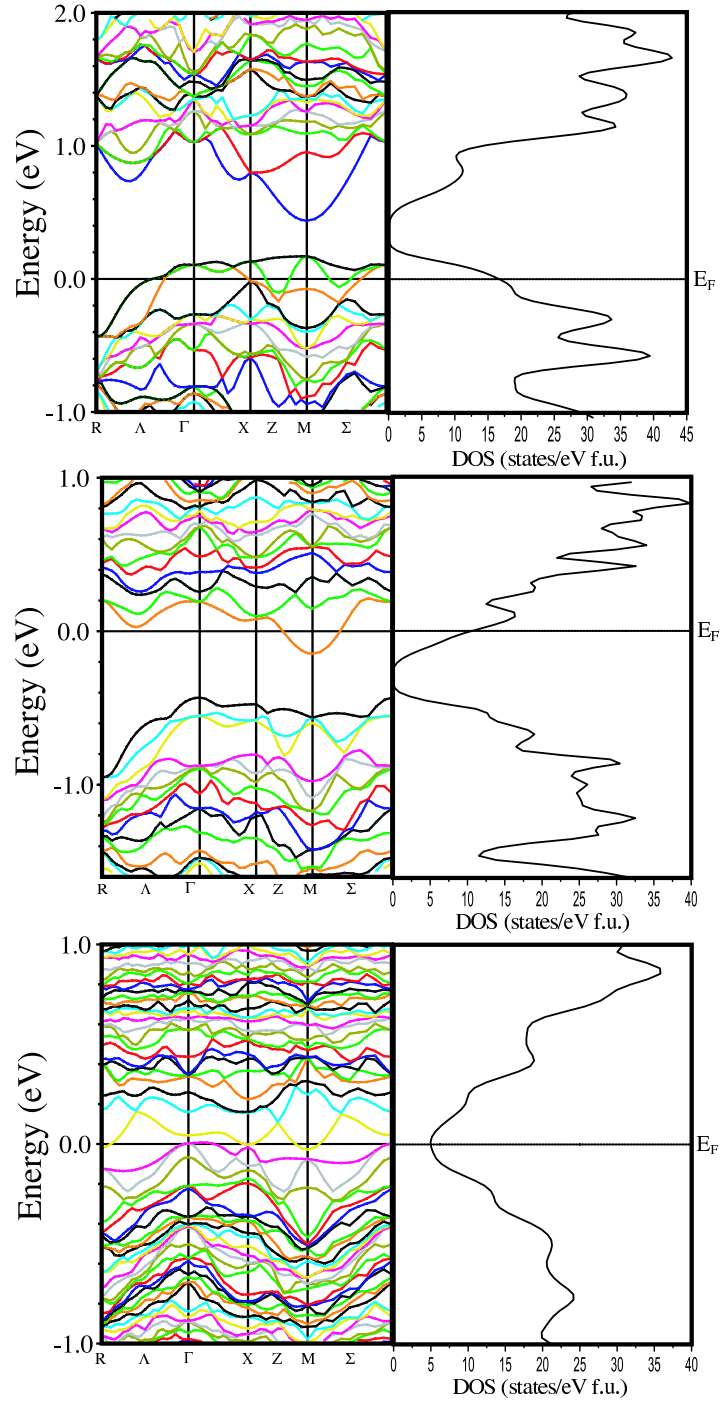 2.0
1.0
0.0
-1.0
Energy (eV)
E_F
R Λ Γ X Z M Σ
0 5 10 15 20 25 30 35 40 45
DOS (states/eV f.u.)
1.0
0.0
-1.0
Energy (eV)
E_F
R Λ Γ X Z M Σ
0 5 10 15 20 25 30 35 40
DOS (states/eV f.u.)
1.0
0.0
-1.0
Energy (eV)
E_F
R Λ Γ X Z M Σ
0 5 10 15 20 25 30 35 40
DOS (states/eV f.u.)